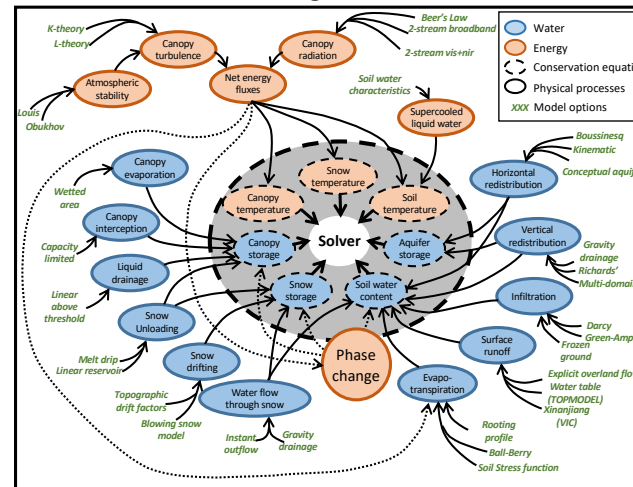 K-theory
L-theory
Canopy
turbulence
Canopy
radiation
Beer's Law
2-stream broadband
2-stream vis+nir
Water
Energy
Conservation equati
Physical processes
XXX Model options
Atmospheric
stability
Net energy
fluxes
Louis
Obukhov
Soil water
characteristics
Supercooled
liquid water
Boussinesq
Kinematic
Conceptual aquif
Canopy
evaporation
Wetted
area
Horizontal
redistribution
Snow
temperature
Canopy
temperature
Soil
temperature
Canopy
interception
Capacity
limited
Solver
Canopy
storage
Aquifer
storage
Vertical
redistribution
Gravity
drainage
Richards'
Multi-domain
Liquid
drainage
Linear
above
threshold
Snow
storage
Soil water
content
Infiltration
Darcy
Green-Amp
Frozen
ground
Snow
Unloading
Melt drip
Linear reservoir
Snow
drifting
Topographic
drift factors
Blowing snow
model
Phase
change
Surface
runoff
Explicit overland flo
Water table
(TOPMODEL)
Xinanjiang
(VIC)
Water flow
through snow
Instant
outflow
Gravity
drainage
Evapo-
transpiration
Rooting
profile
Ball-Berry
Soil Stress function